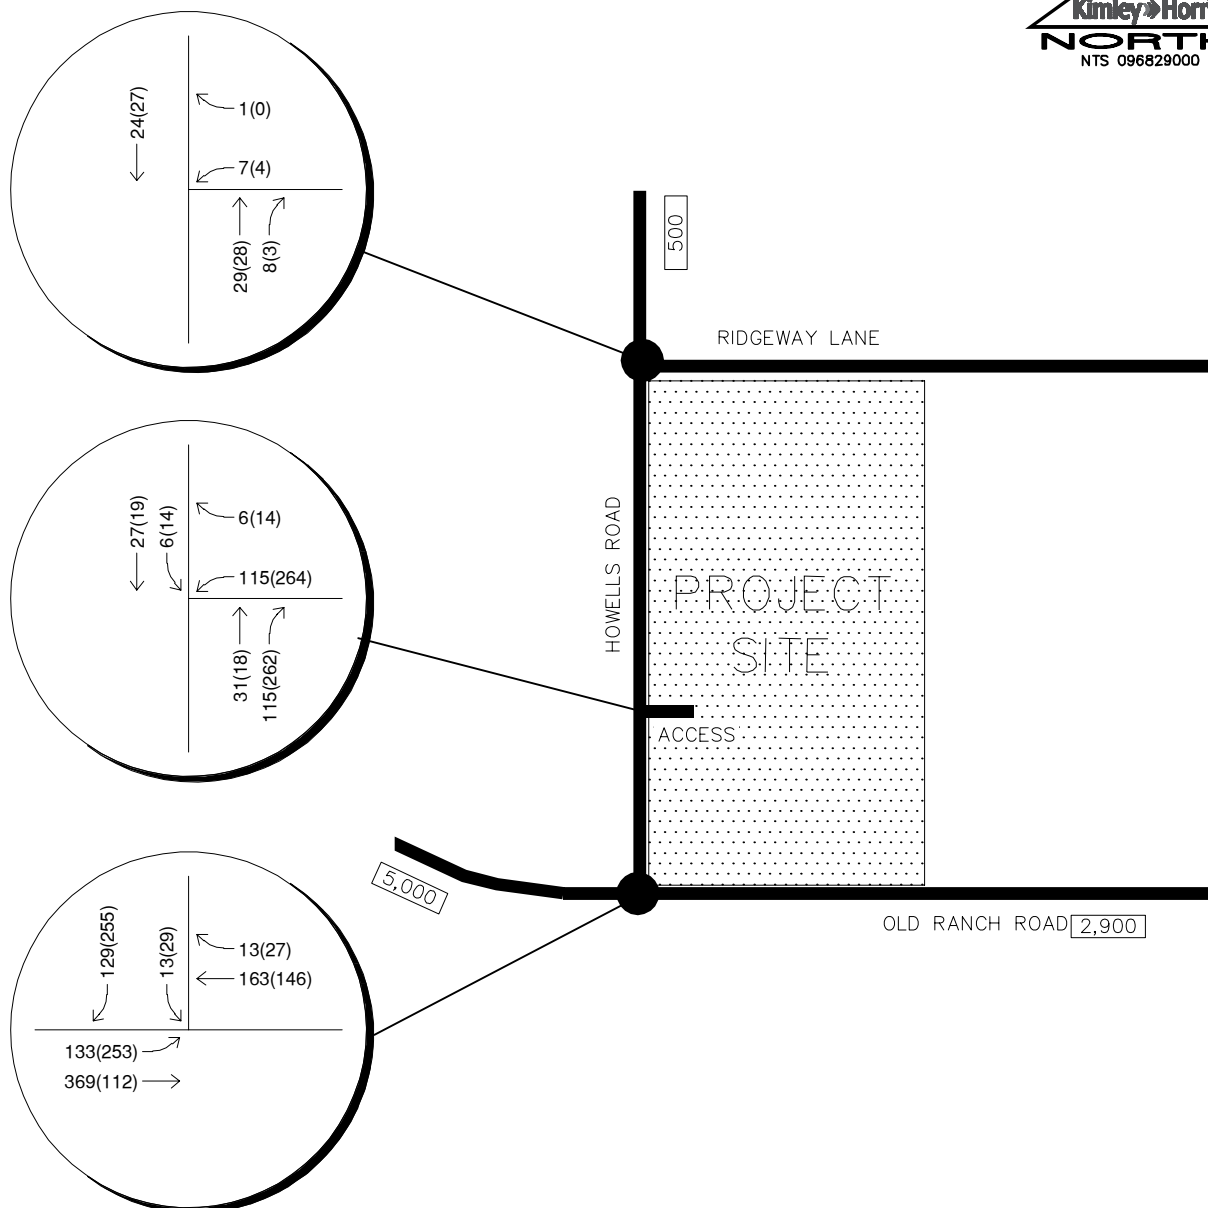 Kimley»Horn
NORTH
NTS 096829000
24(27)
1(0)
7(4)
29(28)
8(3)
500
RIDGEWAY LANE
27(19)
6(14)
6(14)
115(264)
31(18)
115(262)
HOWELLS ROAD
PROJECT
SITE
ACCESS
5,000
OLD RANCH ROAD 2,900
129(255)
13(29)
13(27)
163(146)
133(253)
369(112)